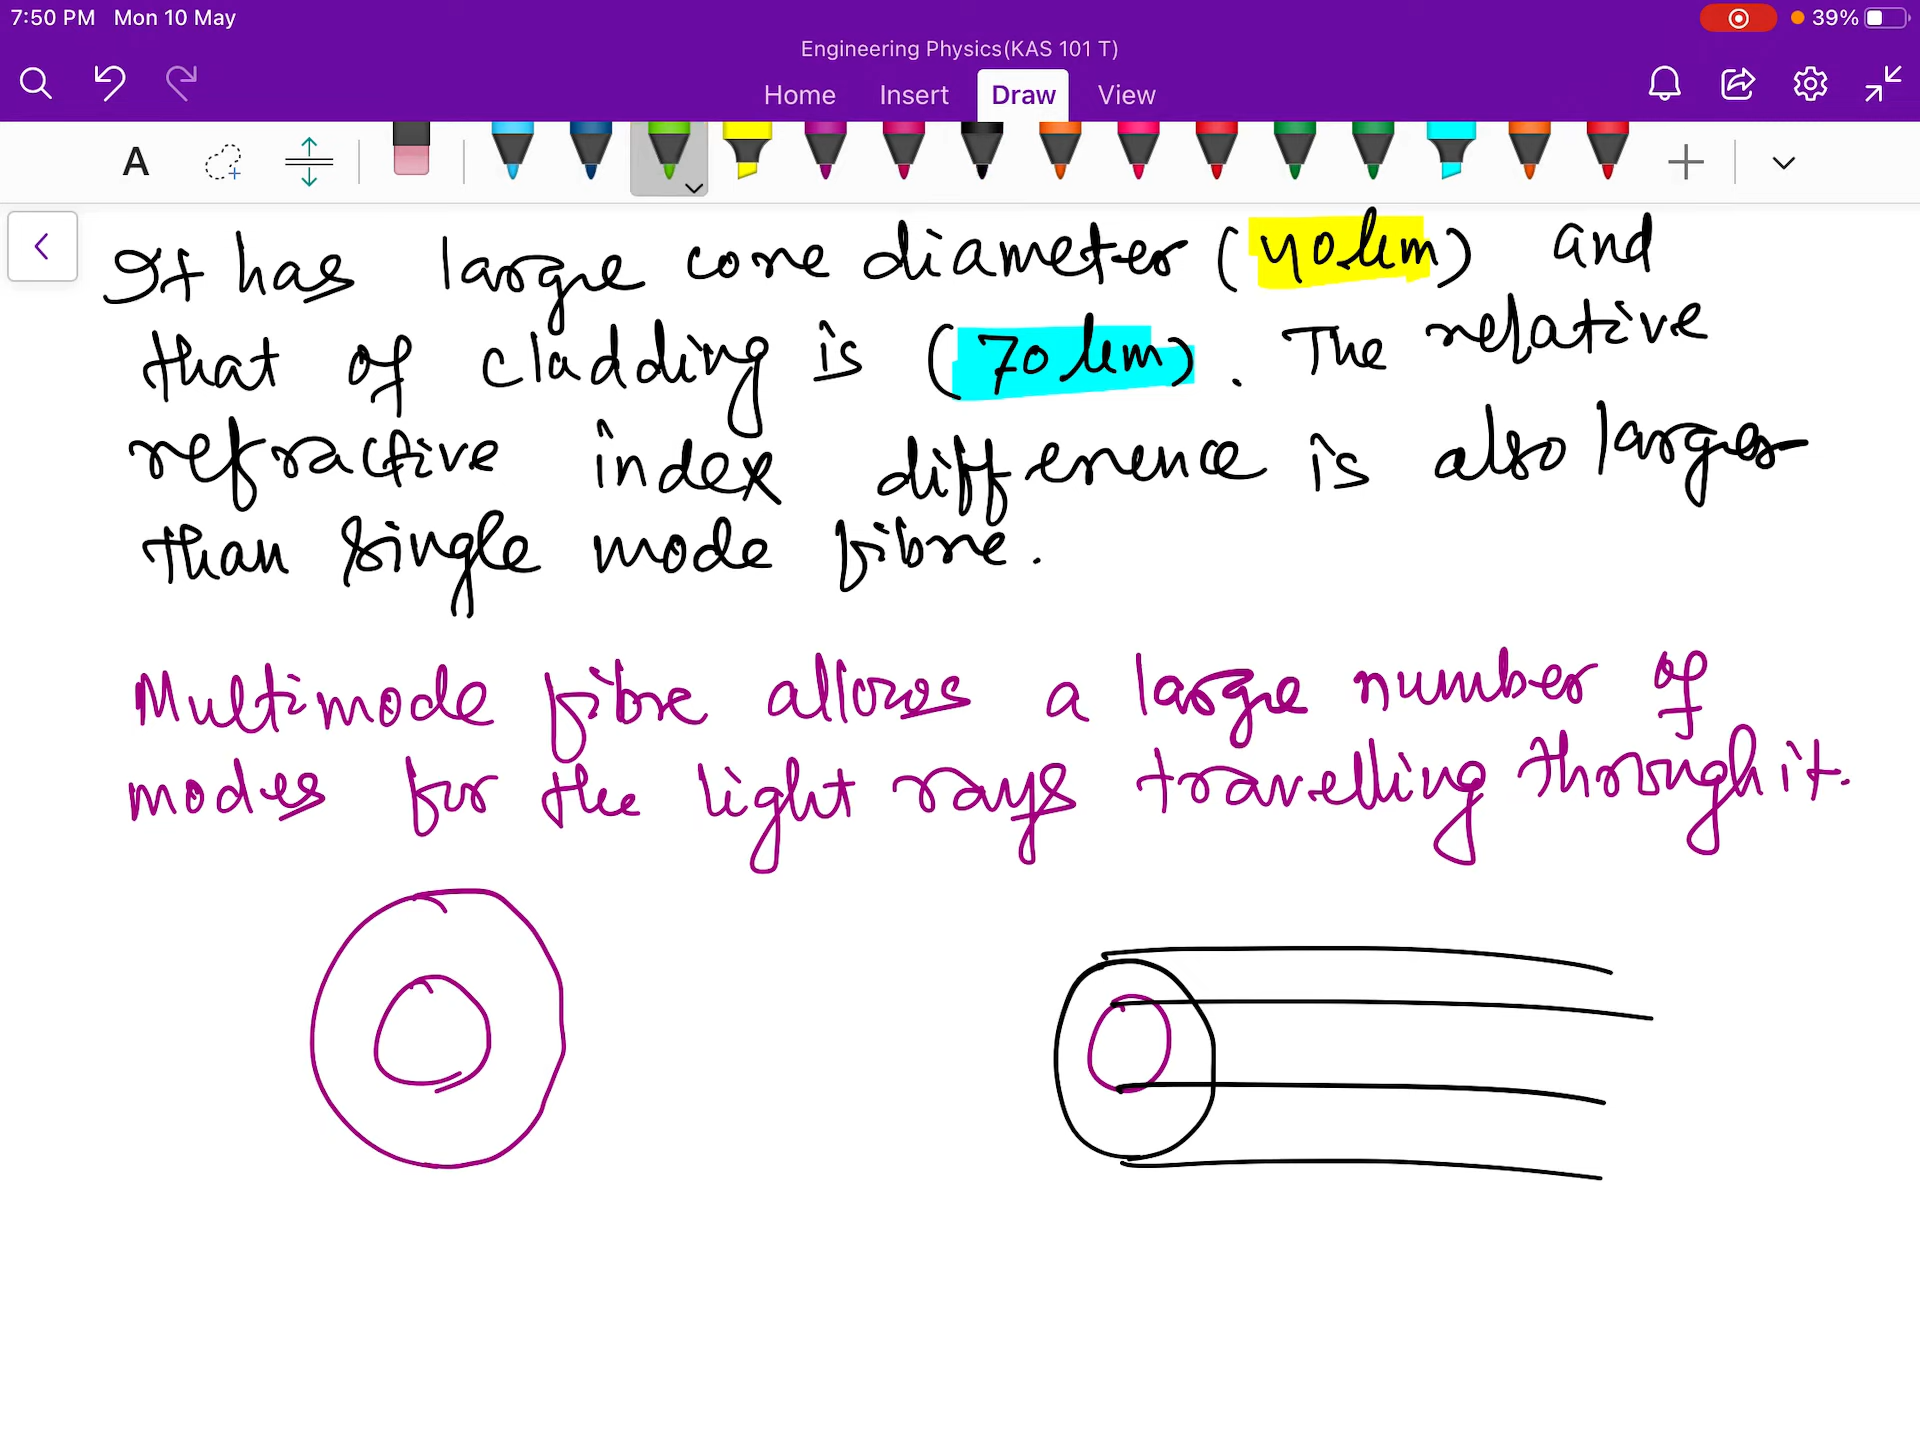 7:50 PM Mon 10 May
39%
Engineering Physics(KAS 101 T)
Home Insert Draw View
A
It has large core diameter (40μm) and
that of cladding is (70μm). The relative
refractive index difference is also larger
than single mode fibre.
Multimode fibre allows a large number of
modes for the light rays travelling through it.